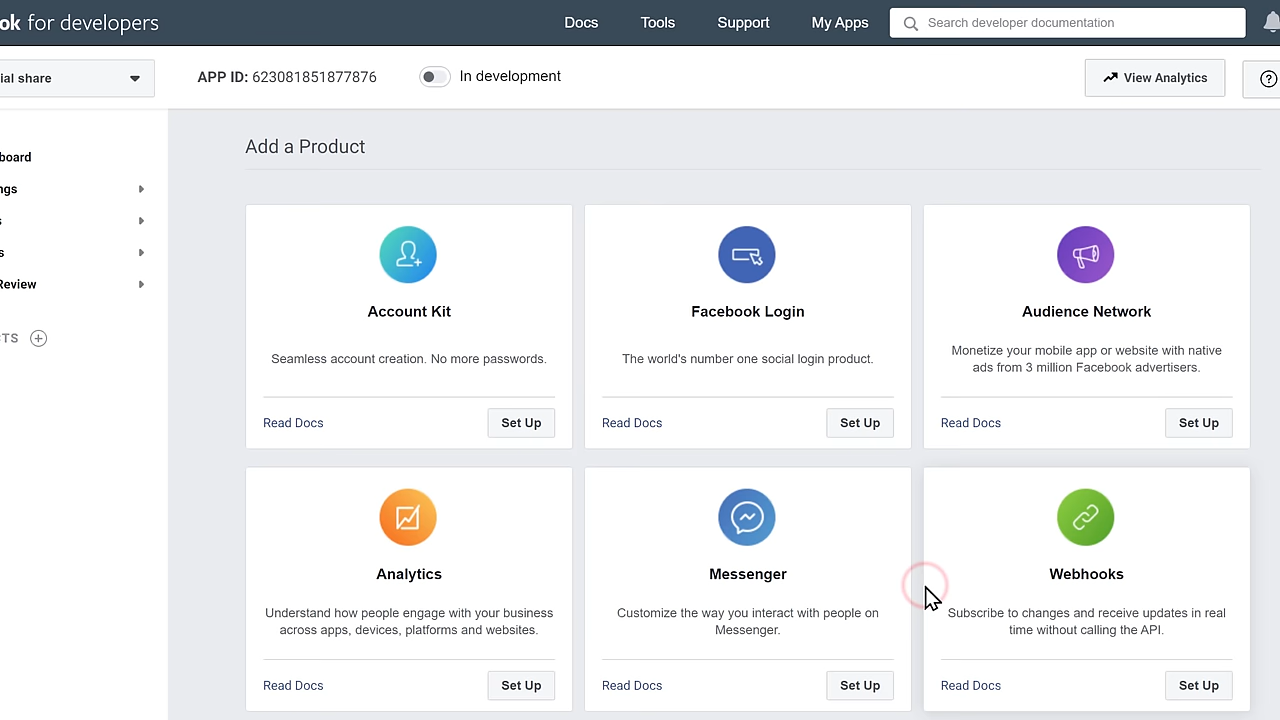 ok for developers
Docs
Tools
Support
My Apps
Search developer documentation
ial share
APP ID: 623081851877876
In development
View Analytics
board
ngs
s
s
Review
CTS
Add a Product
Account Kit
Seamless account creation. No more passwords.
Read Docs
Set Up
Facebook Login
The world's number one social login product.
Read Docs
Set Up
Audience Network
Monetize your mobile app or website with native
ads from 3 million Facebook advertisers.
Read Docs
Set Up
Analytics
Understand how people engage with your business
across apps, devices, platforms and websites.
Read Docs
Set Up
Messenger
Customize the way you interact with people on
Messenger.
Read Docs
Set Up
Webhooks
Subscribe to changes and receive updates in real
time without calling the API.
Read Docs
Set Up